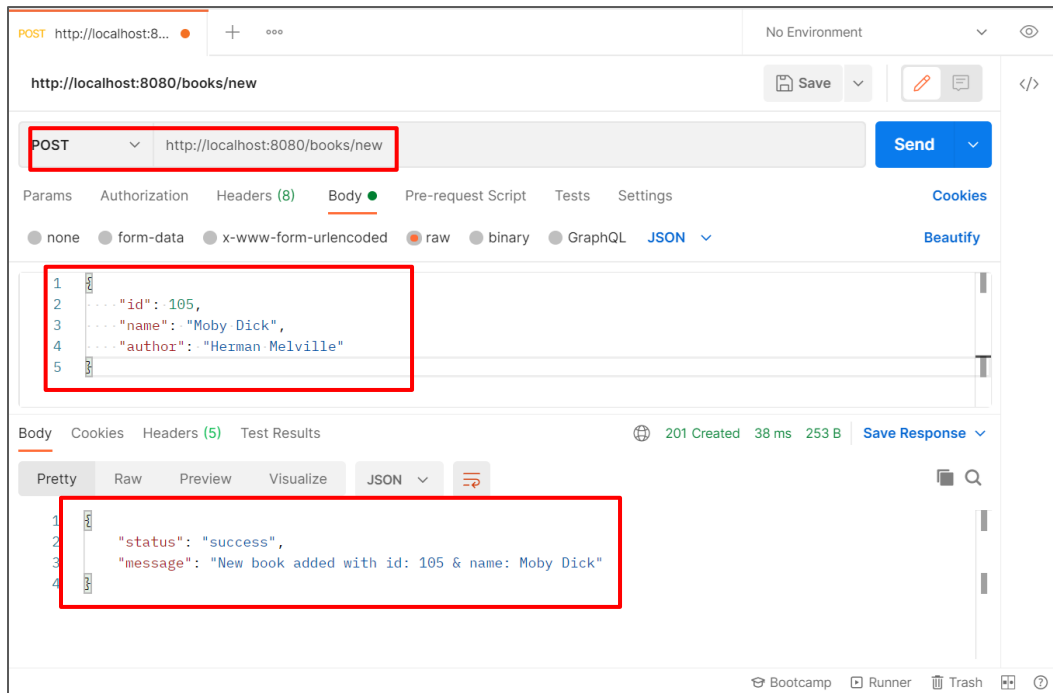 POST http://localhost:8... No Environment
http://localhost:8080/books/new Save </>
POST http://localhost:8080/books/new Send
Params Authorization Headers (8) Body Pre-request Script Tests Settings Cookies
none form-data x-www-form-urlencoded raw binary GraphQL JSON Beautify
1 {
2 ····"id":·105,
3 ····"name":·"Moby·Dick",
4 ····"author":·"Herman·Melville"
5 }
Body Cookies Headers (5) Test Results 201 Created 38 ms 253 B Save Response
Pretty Raw Preview Visualize JSON
1 {
2 "status": "success",
3 "message": "New book added with id: 105 & name: Moby Dick"
4 }
Bootcamp Runner Trash